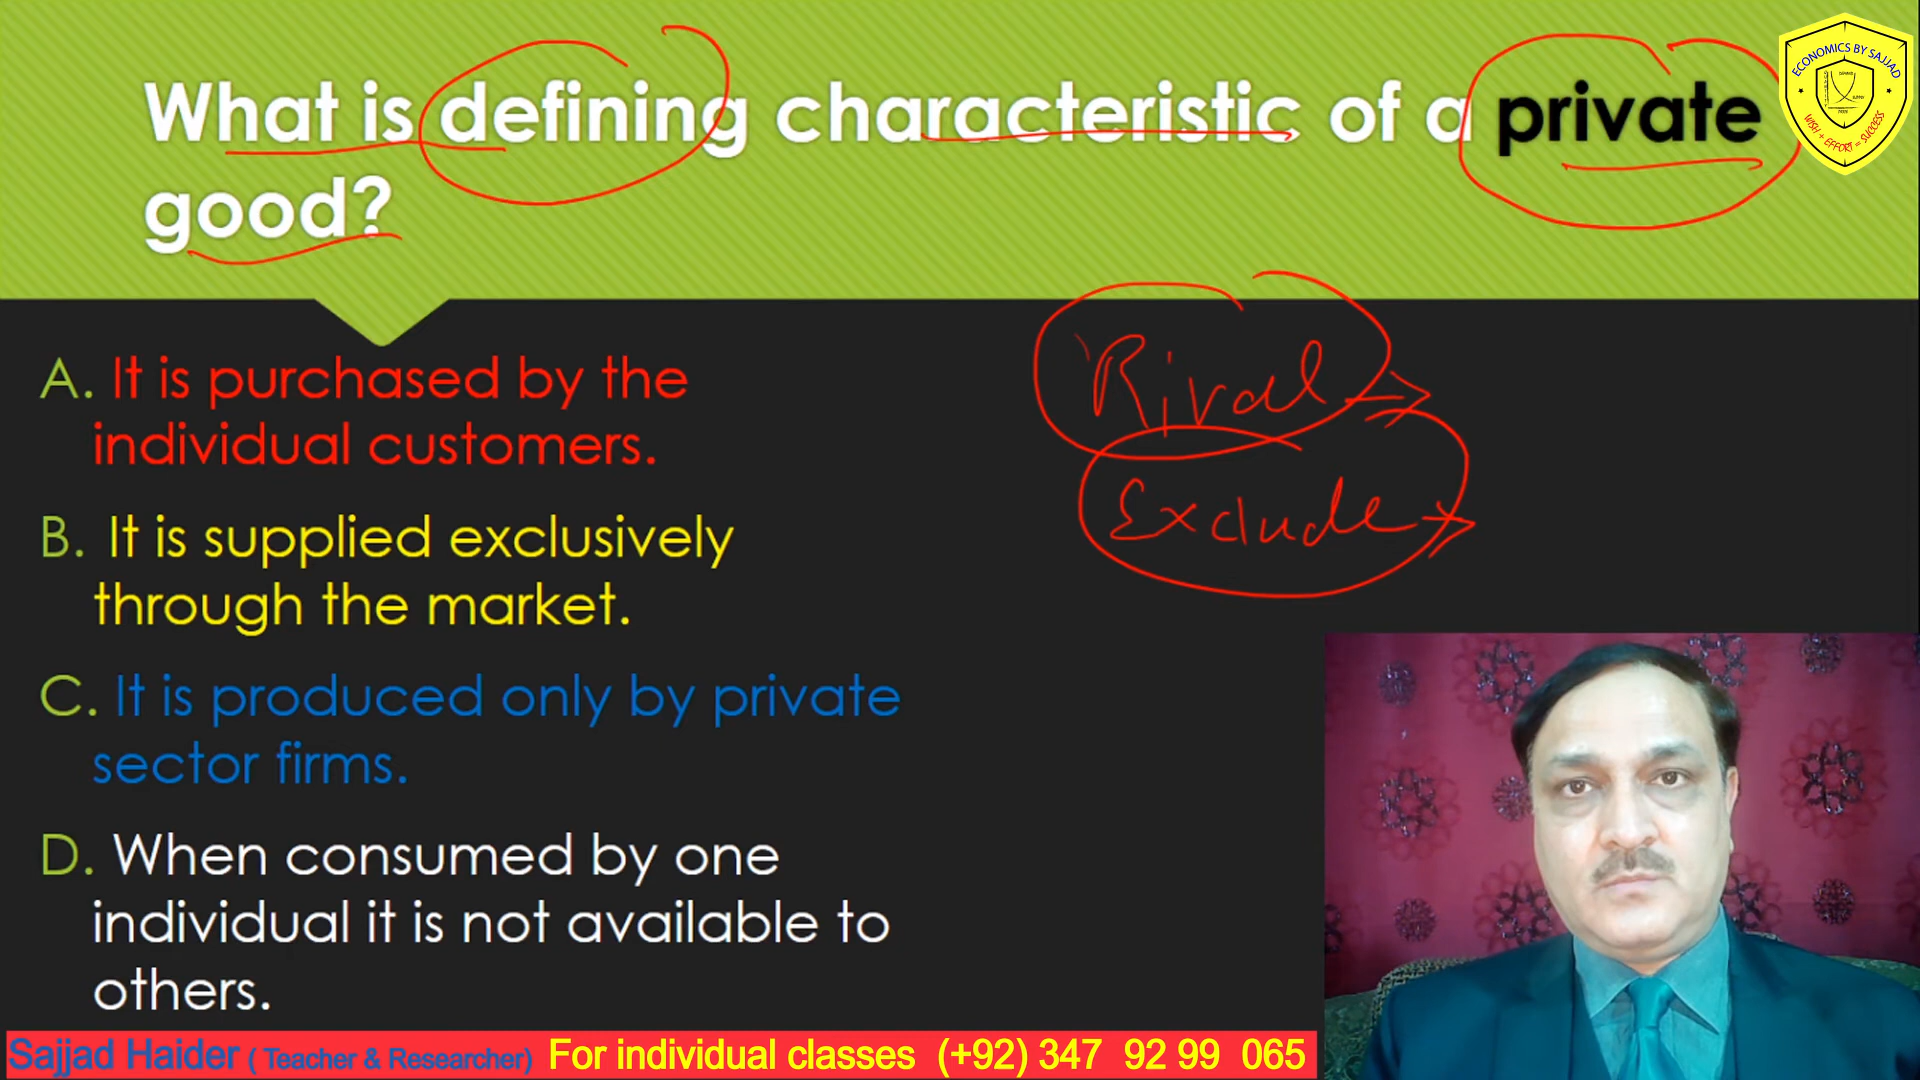 What is defining characteristic of a private
good?
ECONOMICS BY SAJJAD
WISH + EFFORT = SUCCESS
Rival
Exclude
A. It is purchased by the
individual customers.
B. It is supplied exclusively
through the market.
C. It is produced only by private
sector firms.
D. When consumed by one
individual it is not available to
others.
Sajjad Haider ( Teacher & Researcher) For individual classes (+92) 347 92 99 065